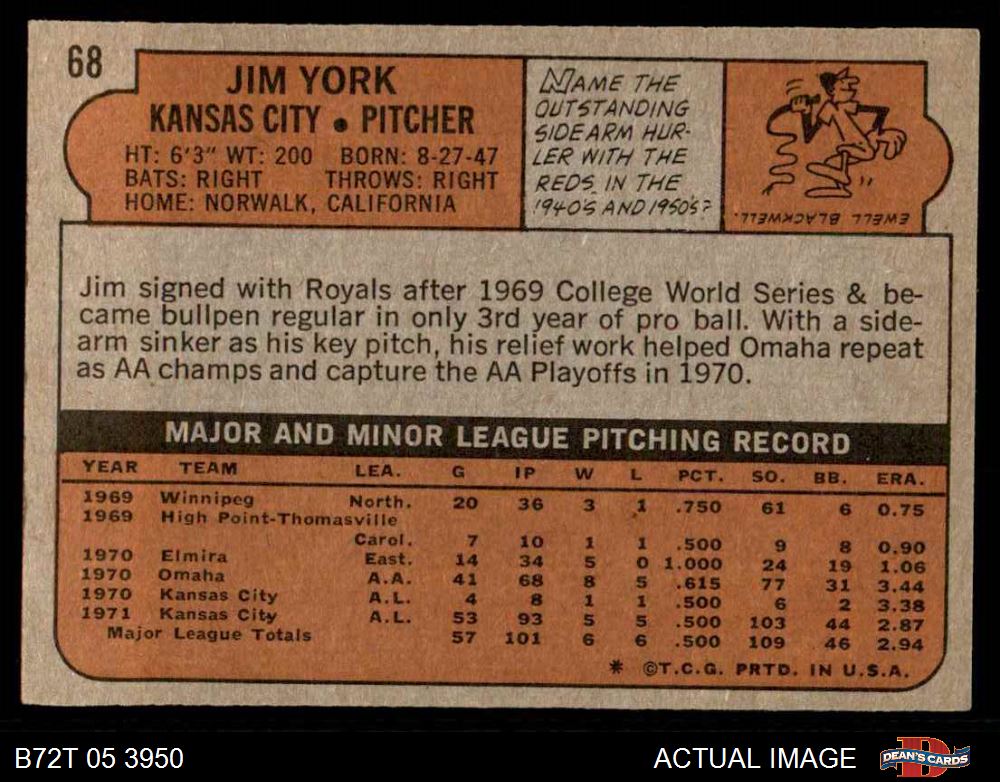 68
JIM YORK
KANSAS CITY • PITCHER
HT: 6'3" WT: 200 BORN: 8-27-47
BATS: RIGHT THROWS: RIGHT
HOME: NORWALK, CALIFORNIA
NAME THE
OUTSTANDING
SIDEARM HUR-
LER WITH THE
REDS IN THE
1940'S AND 1950'S?
EWELL BLACKWELL.
Jim signed with Royals after 1969 College World Series & be-
came bullpen regular in only 3rd year of pro ball. With a side-
arm sinker as his key pitch, his relief work helped Omaha repeat
as AA champs and capture the AA Playoffs in 1970.
MAJOR AND MINOR LEAGUE PITCHING RECORD
YEAR TEAM LEA. G IP W L PCT. SO. BB. ERA.
1969 Winnipeg North. 20 36 3 1 .750 61 6 0.75
1969 High Point-Thomasville
Carol. 7 10 1 1 .500 9 8 0.90
1970 Elmira East. 14 34 5 0 1.000 24 19 1.06
1970 Omaha A.A. 41 68 8 5 .615 77 31 3.44
1970 Kansas City A.L. 4 8 1 1 .500 6 2 3.38
1971 Kansas City A.L. 53 93 5 5 .500 103 44 2.87
Major League Totals 57 101 6 6 .500 109 46 2.94
* ©T.C.G. PRTD. IN U.S.A.
B72T 05 3950
ACTUAL IMAGE
DEAN'S CARDS